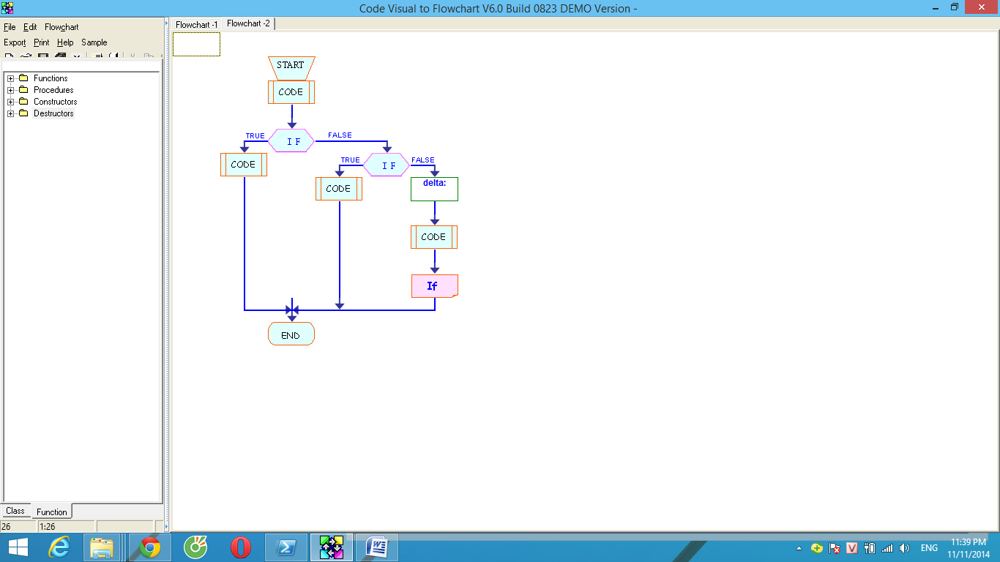 Code Visual to Flowchart V6.0 Build 0823 DEMO Version -
File Edit Flowchart
Export Print Help Sample
Functions
Procedures
Constructors
Destructors
Class Function
26 1:26
Flowchart -1 Flowchart -2
START
CODE
TRUE IF FALSE
CODE
TRUE IF FALSE
CODE
delta:
CODE
If
END
ENG
11:39 PM
11/11/2014